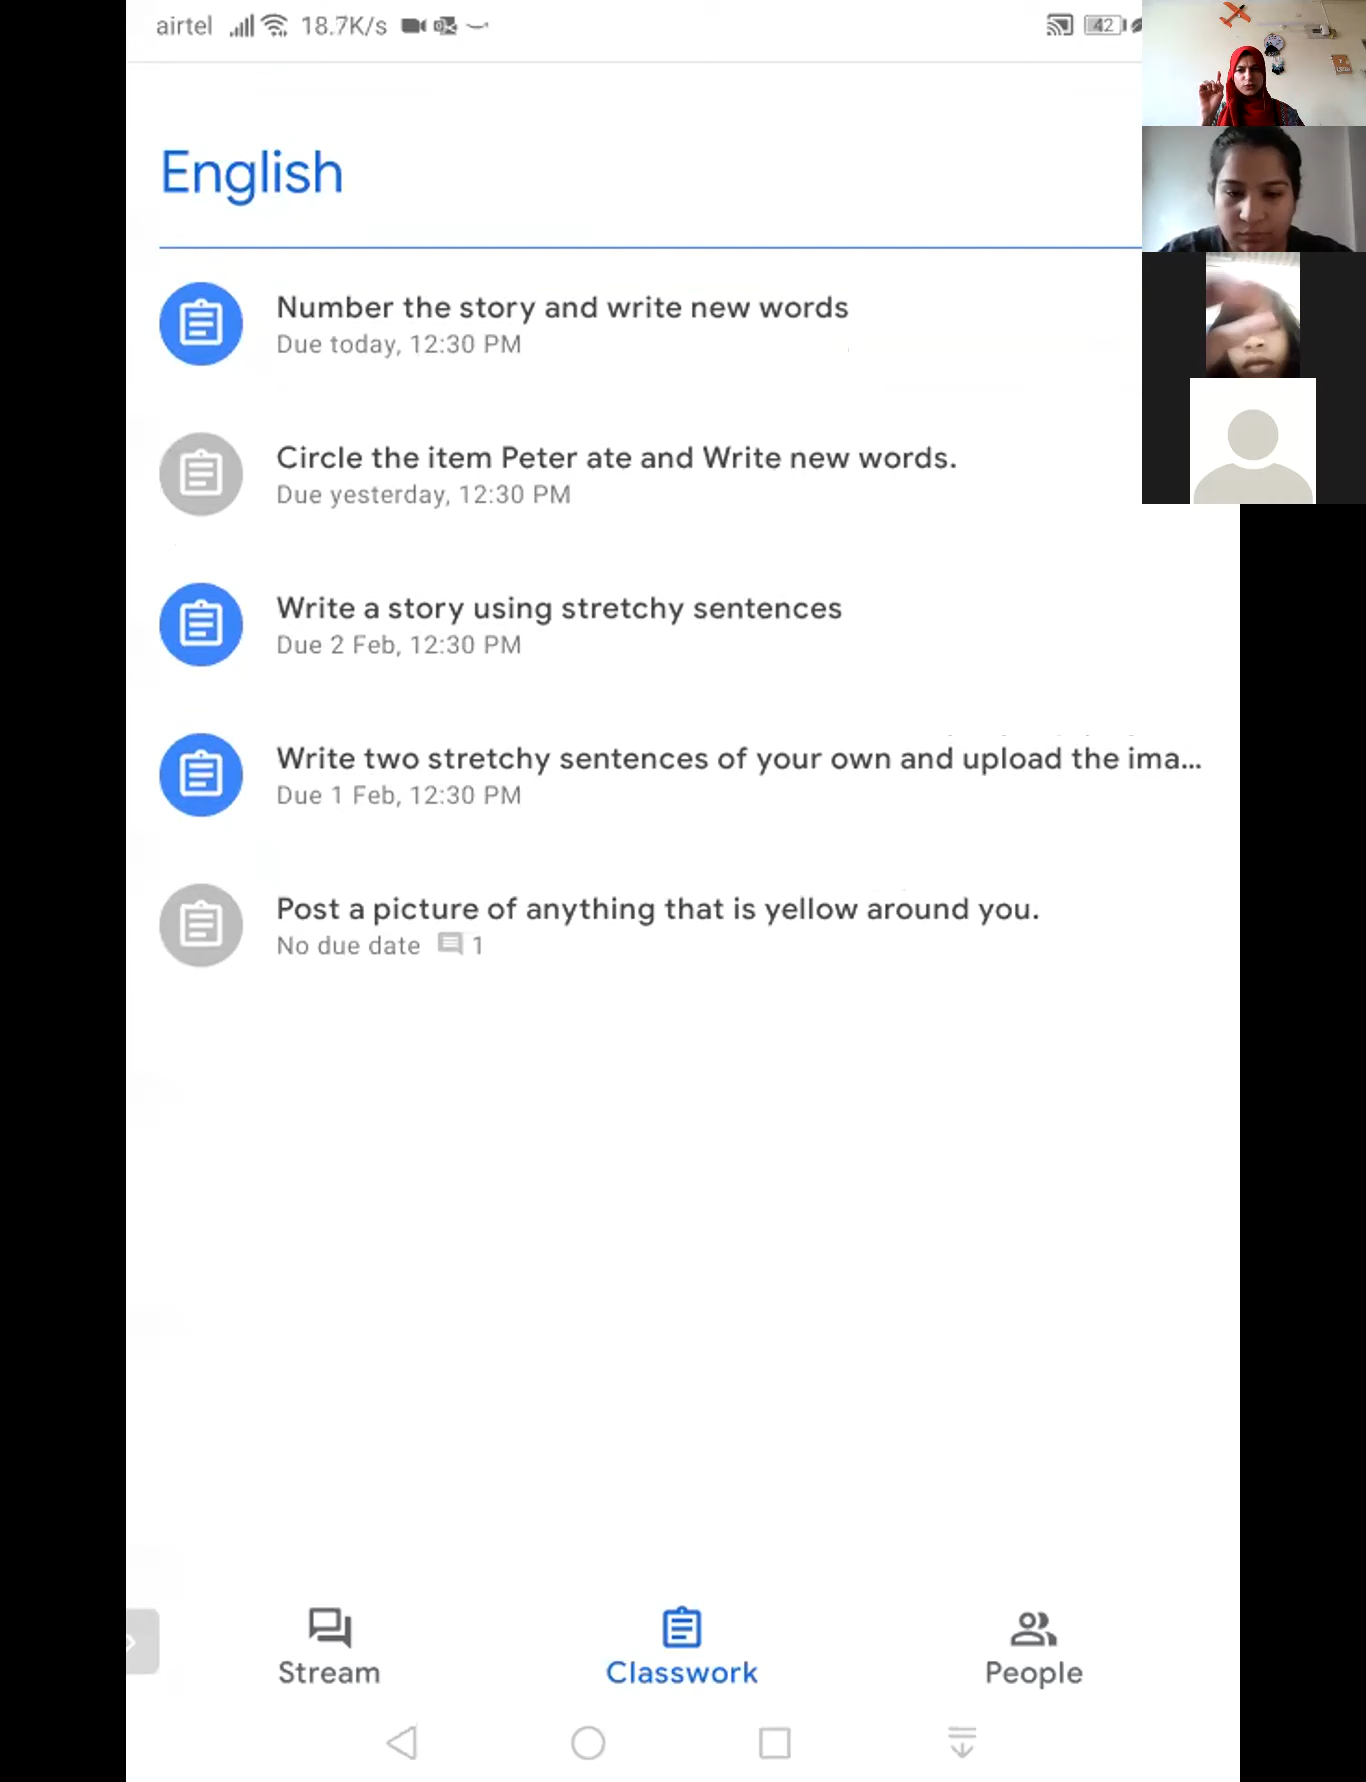 airtel 18.7K/s 42
English
Number the story and write new words
Due today, 12:30 PM
Circle the item Peter ate and Write new words.
Due yesterday, 12:30 PM
Write a story using stretchy sentences
Due 2 Feb, 12:30 PM
Write two stretchy sentences of your own and upload the ima...
Due 1 Feb, 12:30 PM
Post a picture of anything that is yellow around you.
No due date 1
Stream Classwork People